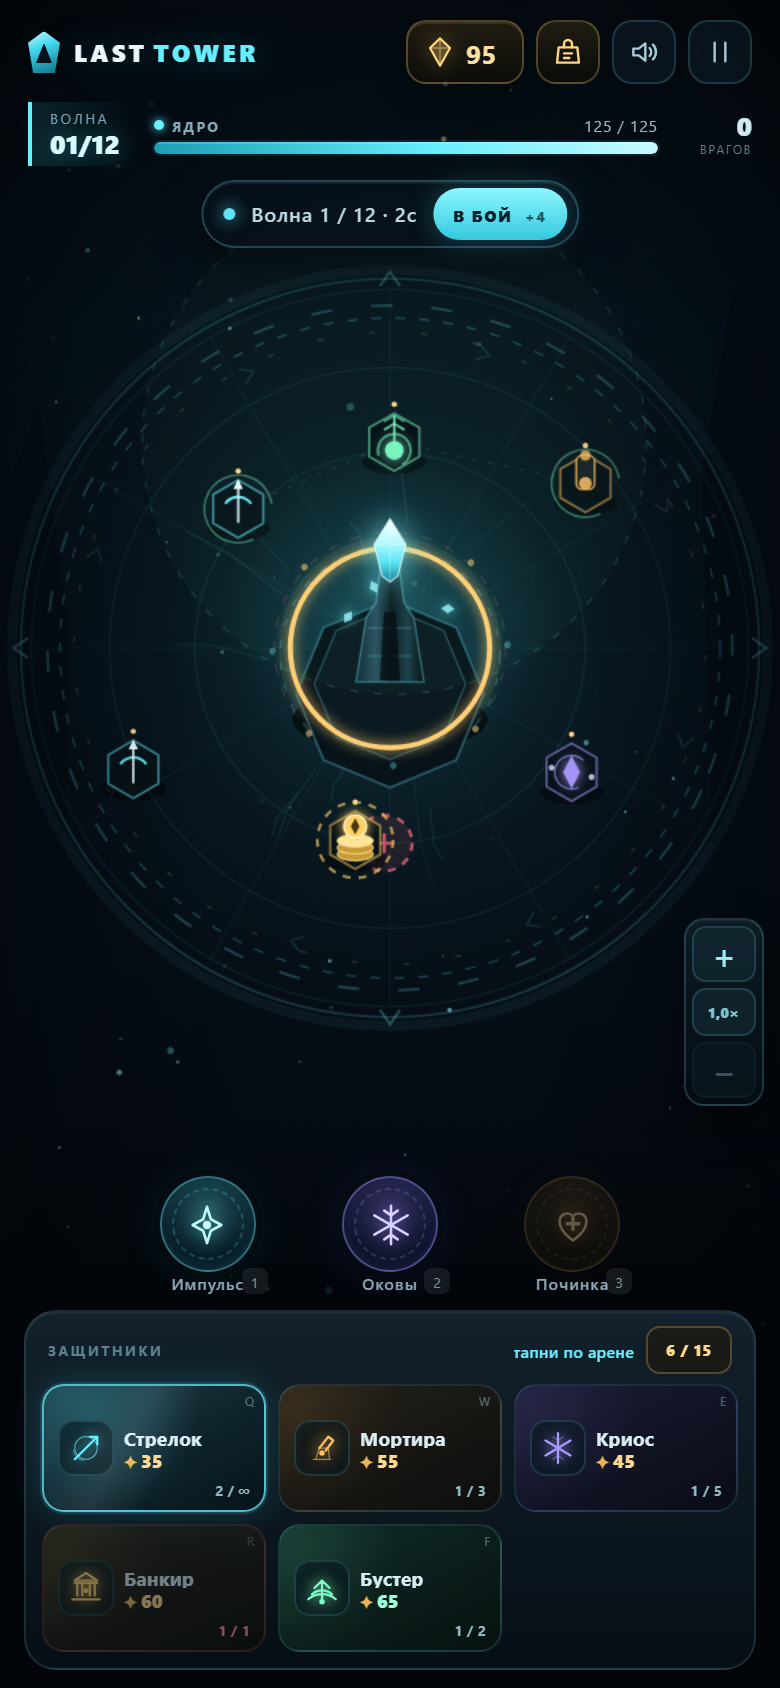 LAST TOWER
95
ВОЛНА
01/12
ЯДРО
125 / 125
0
ВРАГОВ
Волна 1 / 12 · 2с
В БОЙ +4
+
1,0×
−
Импульс 1
Оковы 2
Починка 3
ЗАЩИТНИКИ
тапни по арене
6 / 15
Q
Стрелок
35
2 / ∞
W
Мортира
55
1 / 3
E
Криос
45
1 / 5
R
Банкир
60
1 / 1
F
Бустер
65
1 / 2